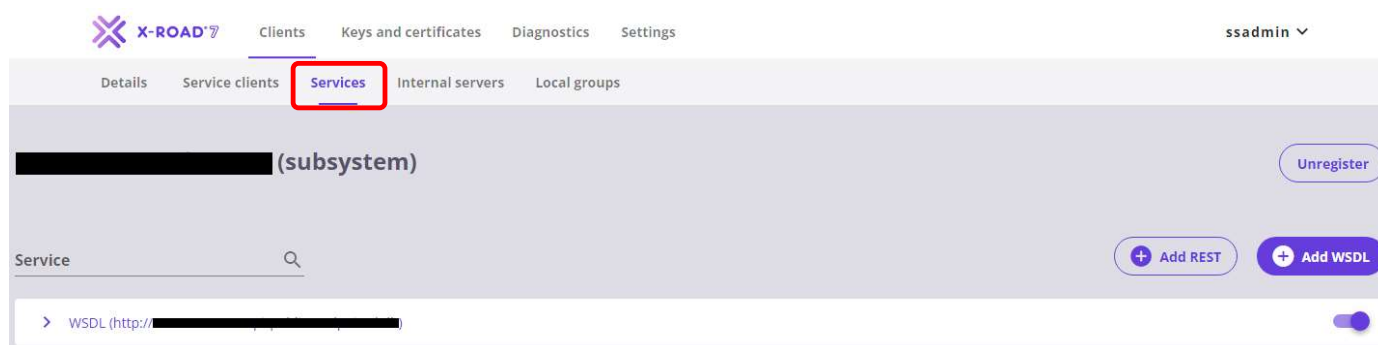 X-ROAD 7 Clients Keys and certificates Diagnostics Settings ssadmin
Details Service clients Services Internal servers Local groups
(subsystem) Unregister
Service Add REST Add WSDL
WSDL (http:// )